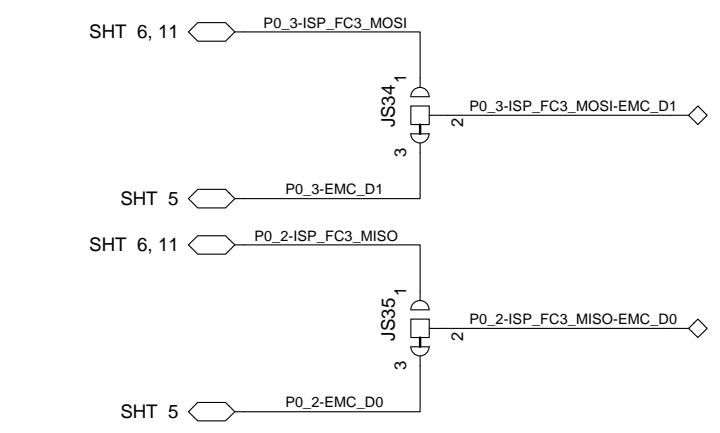 P0_3-ISP_FC3_MOSI
SHT 6, 11
1
JS34
2
P0_3-ISP_FC3_MOSI-EMC_D1
3
P0_3-EMC_D1
SHT 5
P0_2-ISP_FC3_MISO
SHT 6, 11
1
JS35
2
P0_2-ISP_FC3_MISO-EMC_D0
3
P0_2-EMC_D0
SHT 5